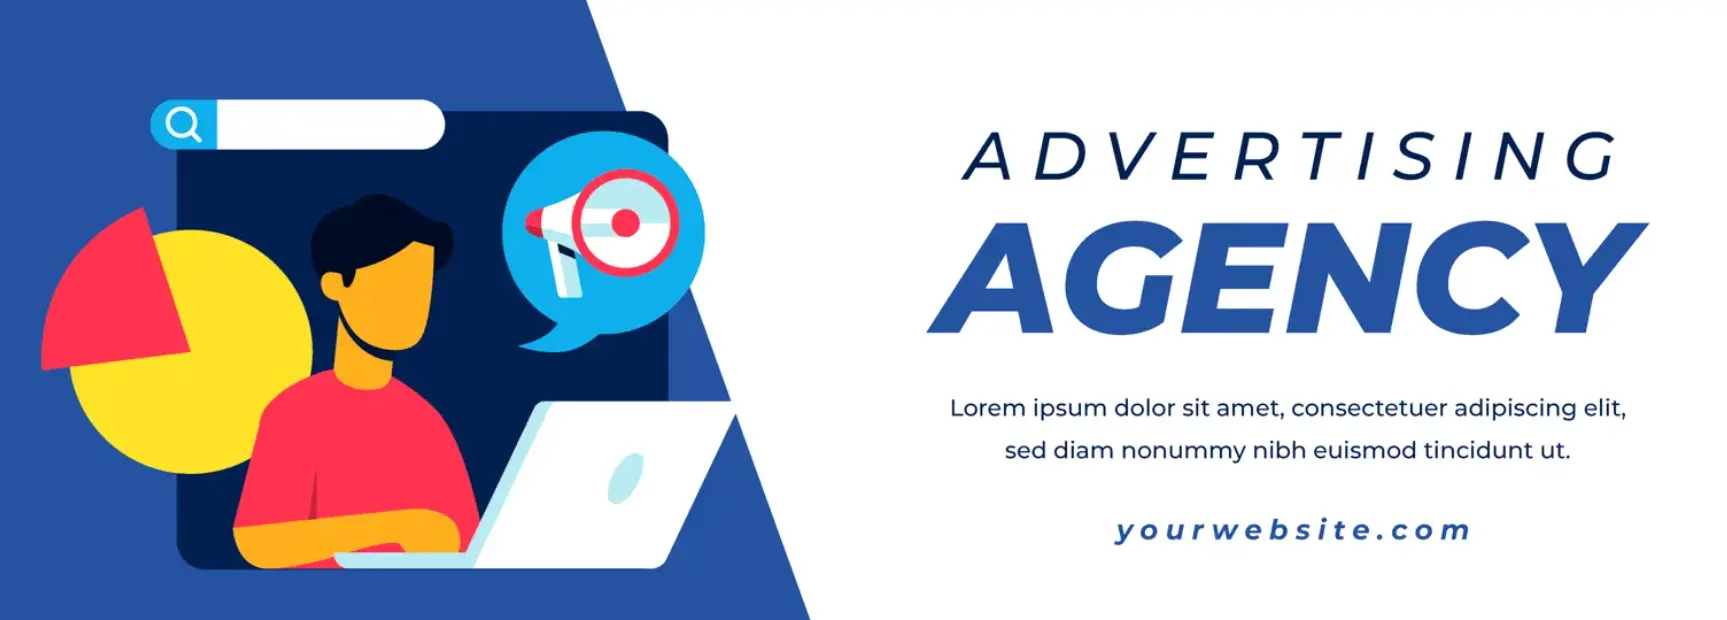 ADVERTISING
AGENCY
Lorem ipsum dolor sit amet, consectetuer adipiscing elit,
sed diam nonummy nibh euismod tincidunt ut.
yourwebsite.com